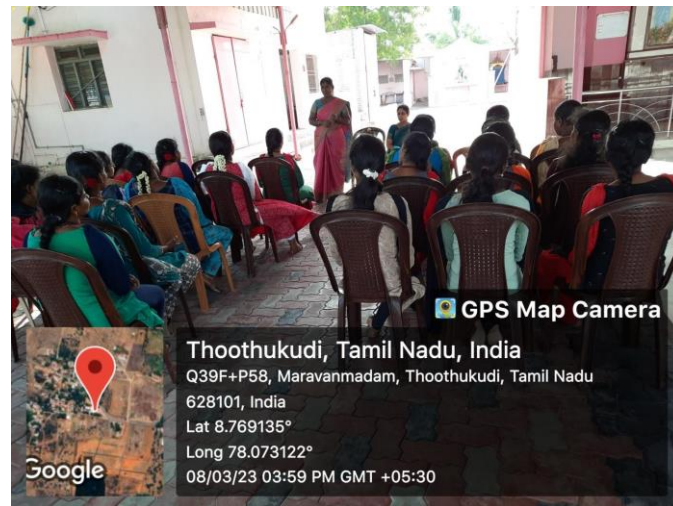 GPS Map Camera
Thoothukudi, Tamil Nadu, India
Q39F+P58, Maravanmadam, Thoothukudi, Tamil Nadu
628101, India
Lat 8.769135°
Long 78.073122°
08/03/23 03:59 PM GMT +05:30
Google